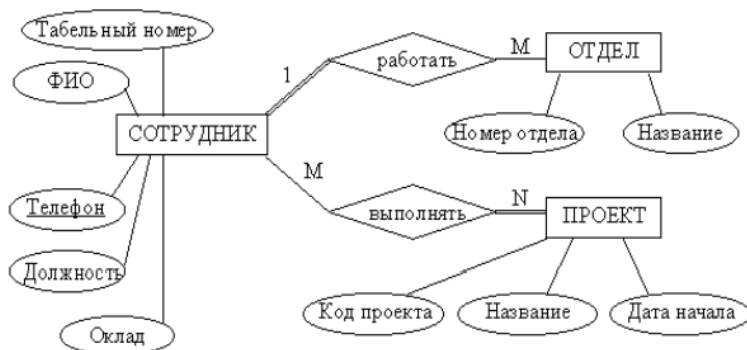 Табельный номер
ФИО
СОТРУДНИК
Телефон
Должность
Оклад
1
работать
M
ОТДЕЛ
Номер отдела
Название
M
выполнять
N
ПРОЕКТ
Код проекта
Название
Дата начала